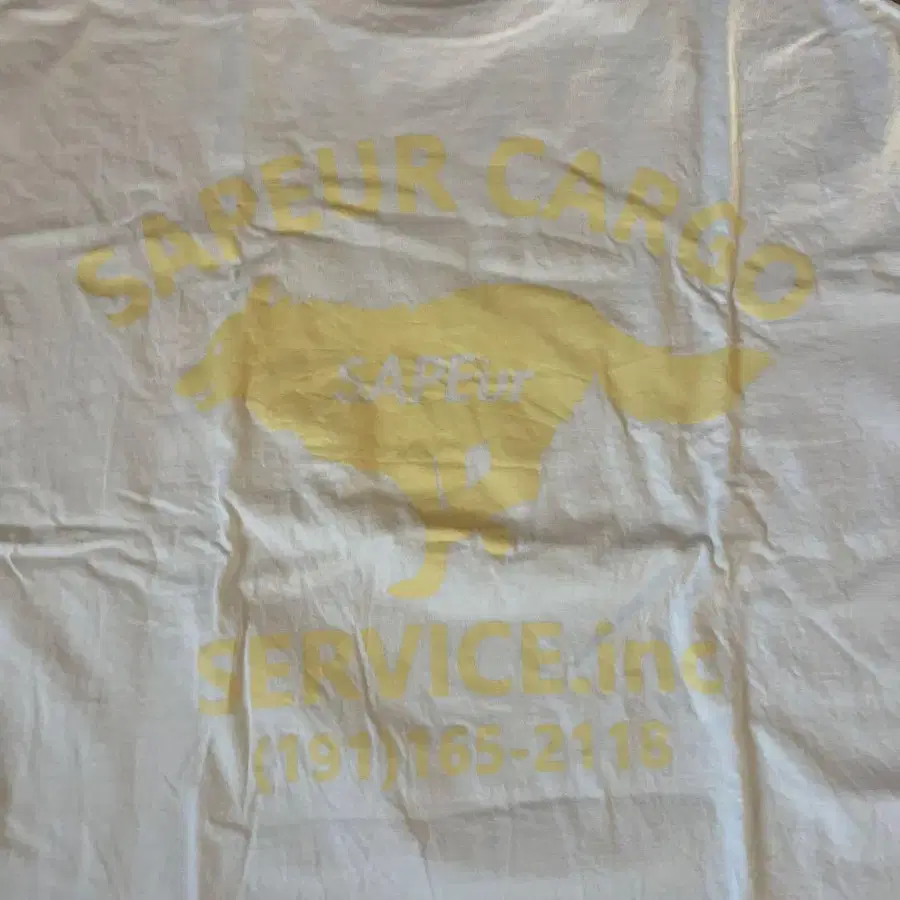 SAPEUR CARGO
SAPEur
SERVICE.inc
(191)165-2118